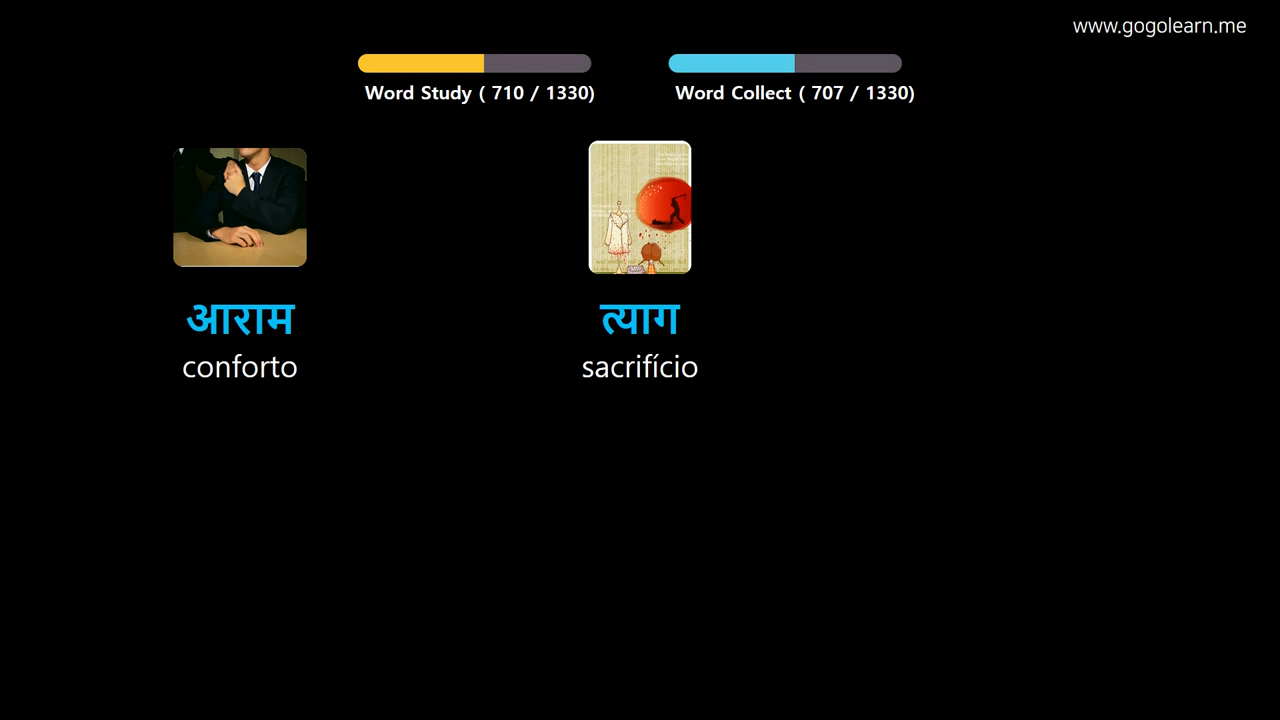 www.gogolearn.me
Word Study ( 710 / 1330)
Word Collect ( 707 / 1330)
आराम
conforto
त्याग
sacrifício